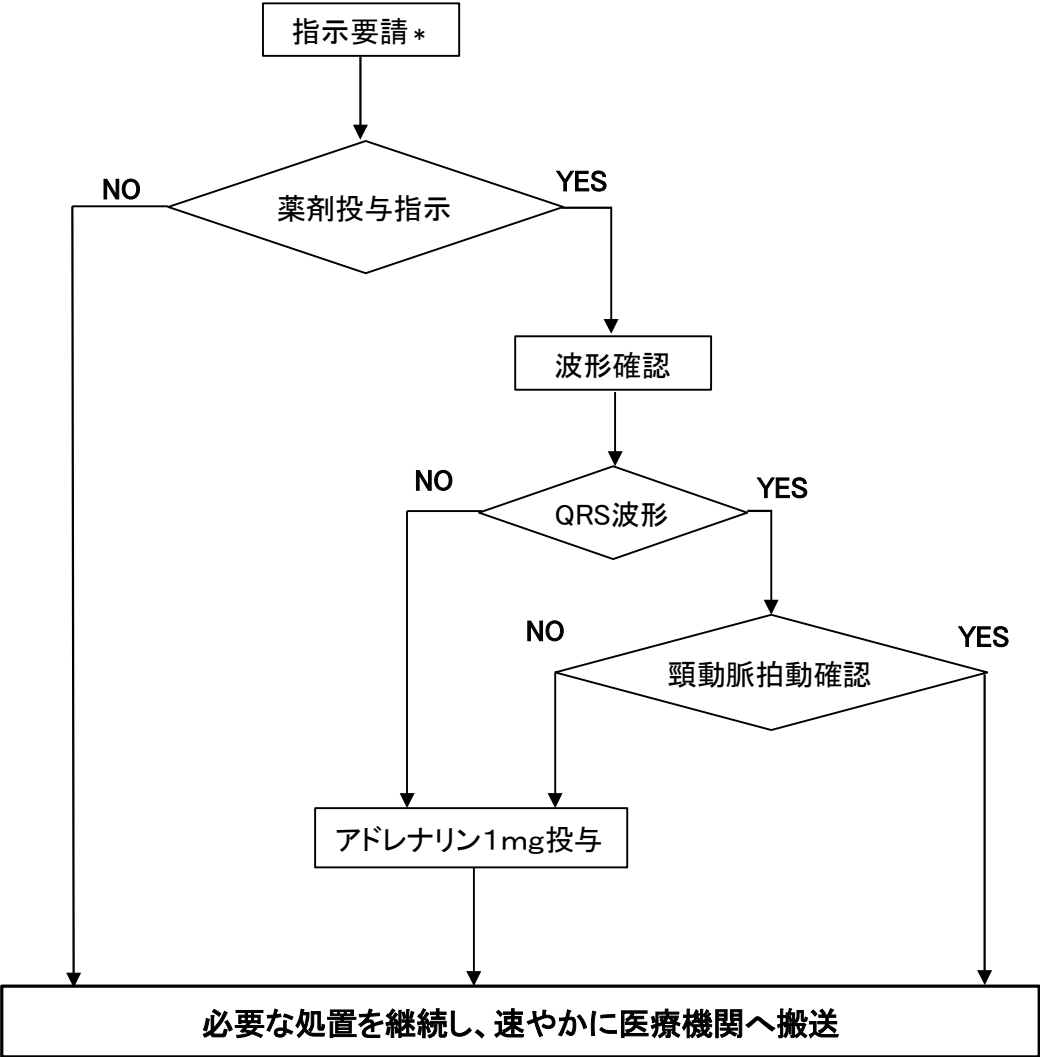 指示要請*
NO
YES
薬剤投与指示
波形確認
NO
YES
QRS波形
NO
YES
頸動脈拍動確認
アドレナリン1mg投与
必要な処置を継続し、速やかに医療機関へ搬送